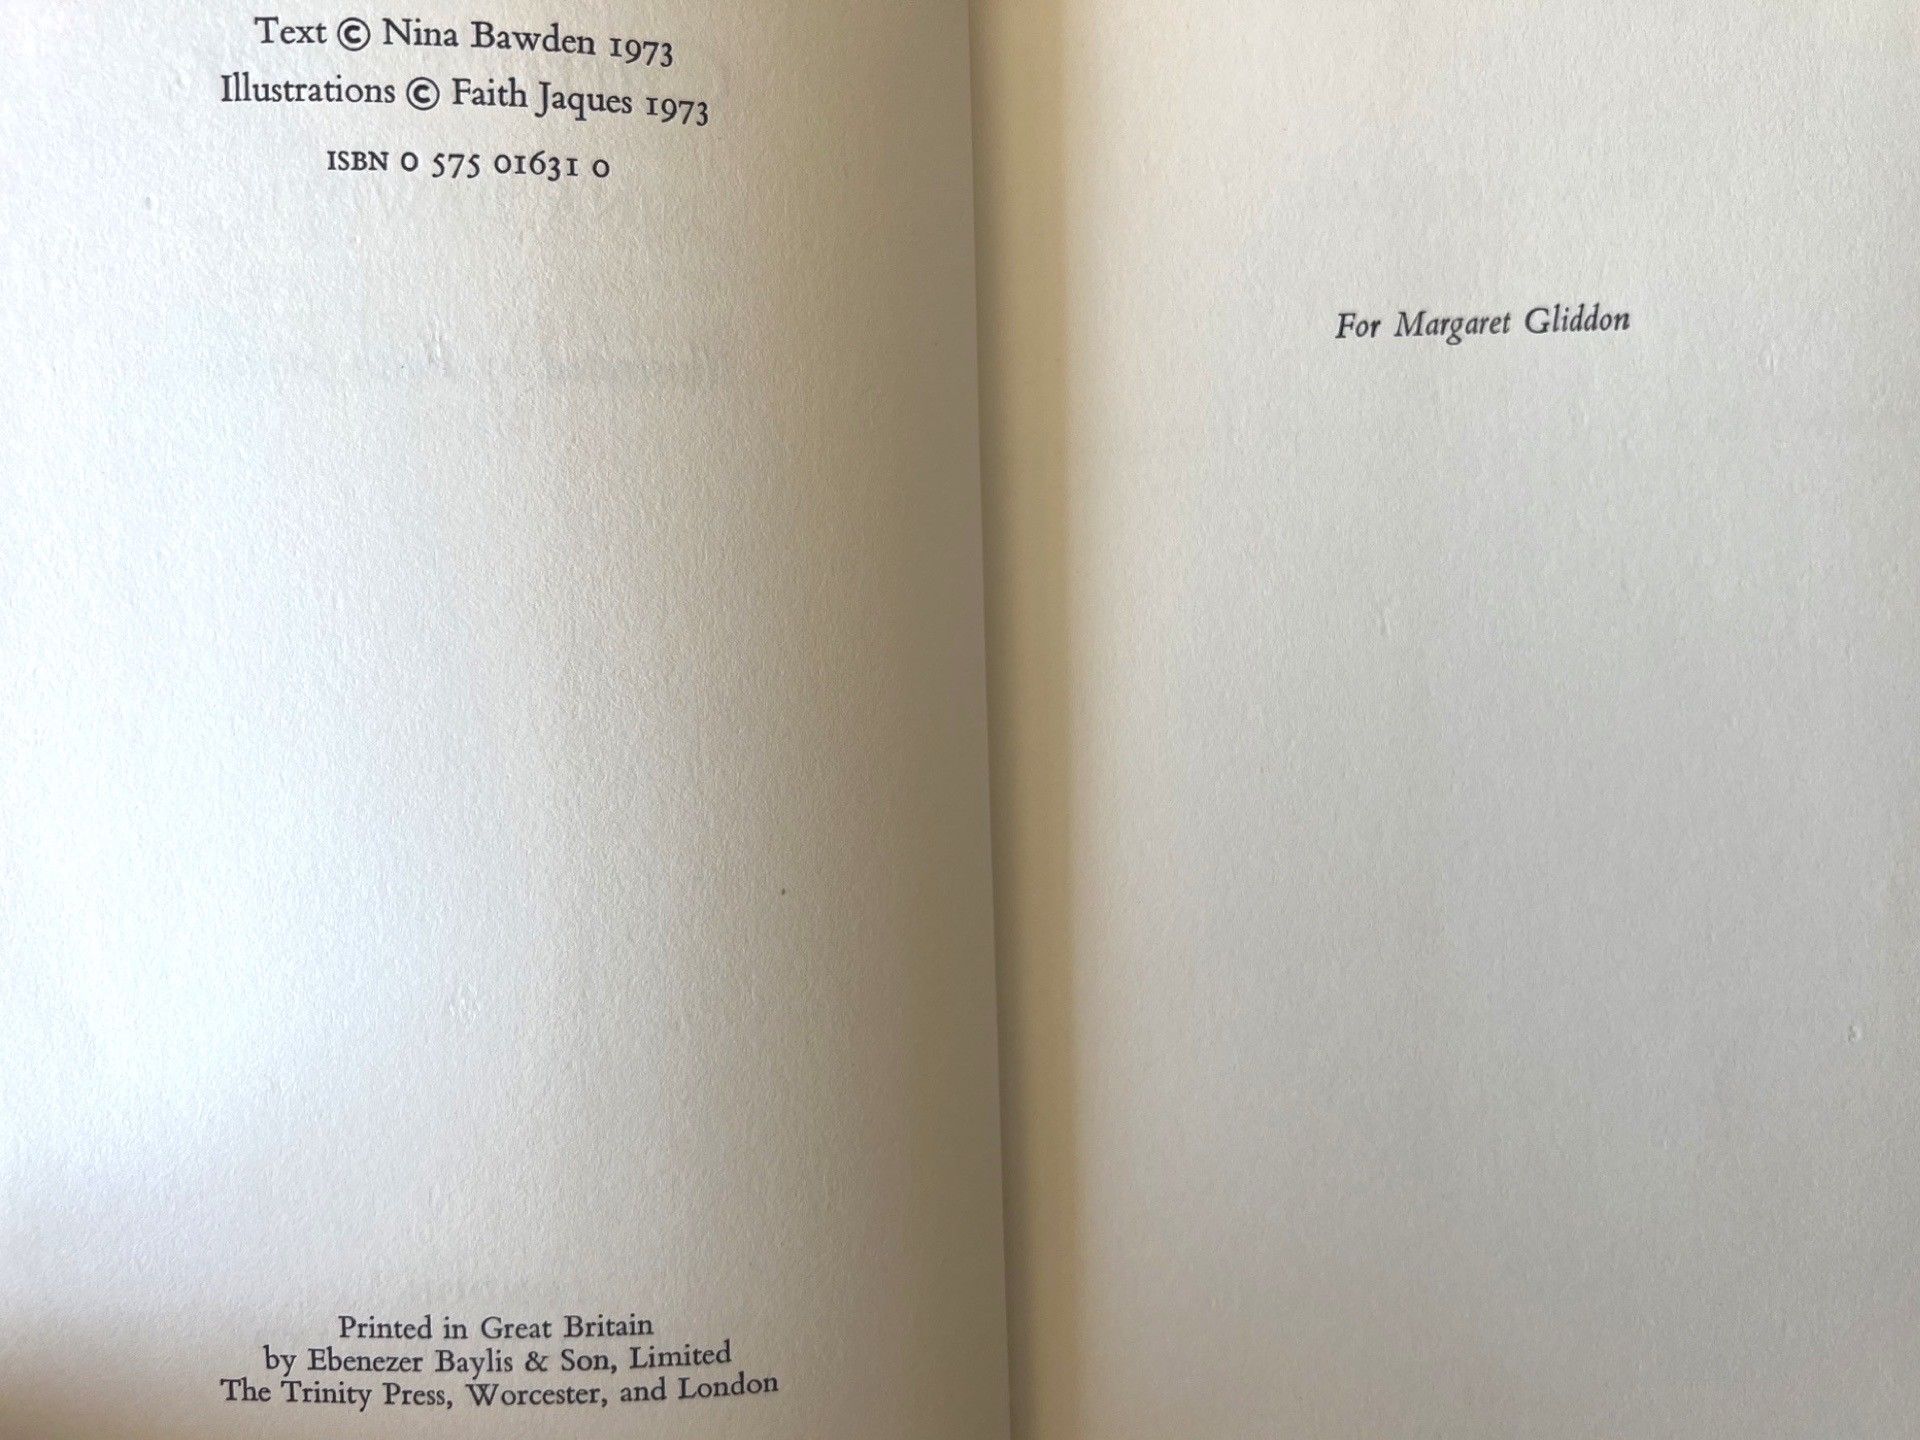 Text © Nina Bawden 1973
Illustrations © Faith Jaques 1973
ISBN 0 575 01631 0
Printed in Great Britain
by Ebenezer Baylis & Son, Limited
The Trinity Press, Worcester, and London
For Margaret Gliddon